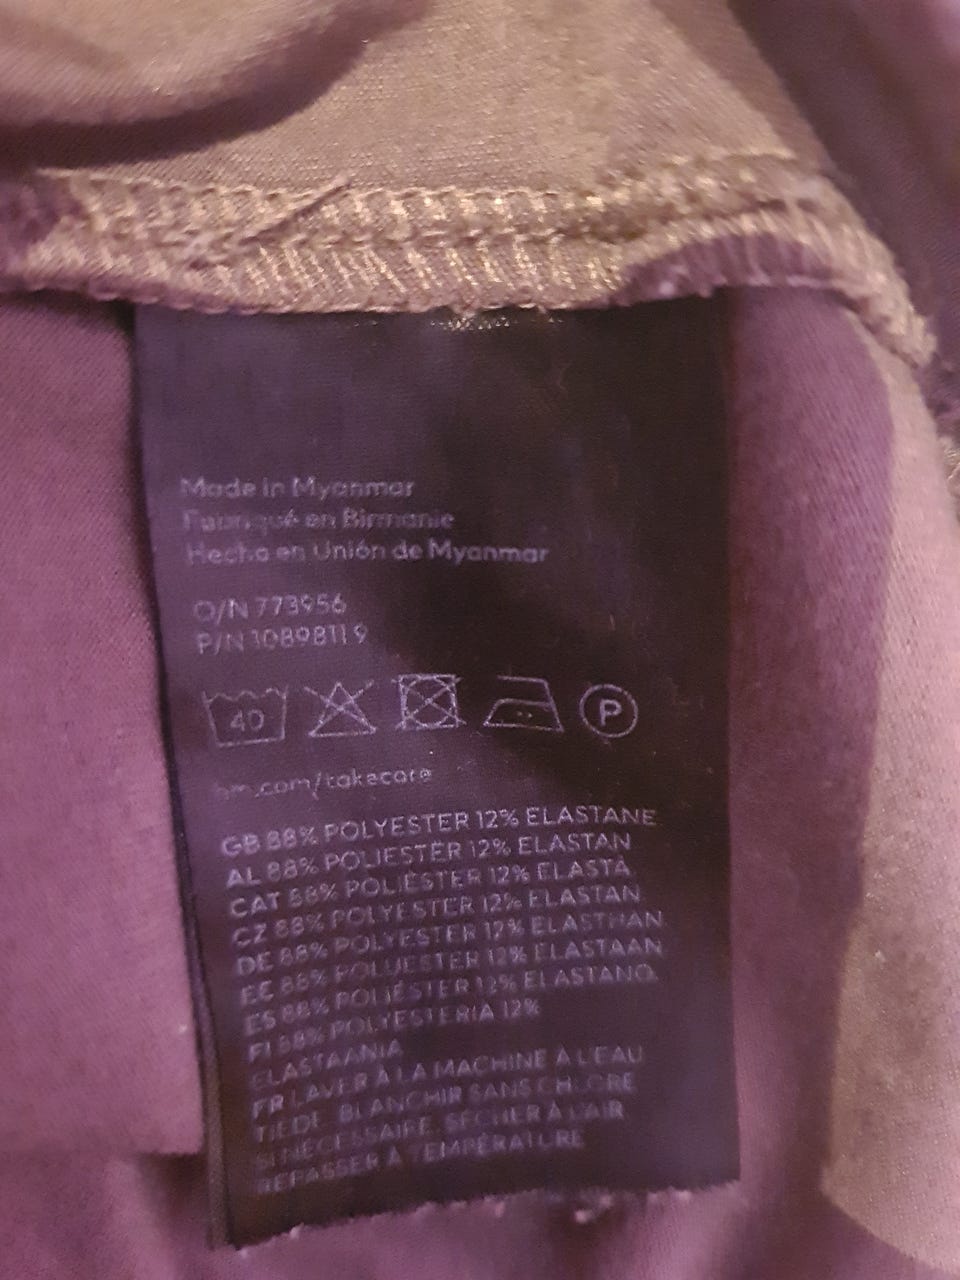 Made in Myanmar
Fabriqué en Birmanie
Hecho en Unión de Myanmar
O/N 773956
P/N 10898119
40
P
hm.com/takecare
GB 88% POLYESTER 12% ELASTANE
AL 88% POLIESTËR 12% ELASTAN
CAT 88% POLIÈSTER 12% ELASTÀ
CZ 88% POLYESTER 12% ELASTAN
DE 88% POLYESTER 12% ELASTHAN
EE 88% POLÜESTER 12% ELASTAAN
ES 88% POLIÉSTER 12% ELASTANO
FI 88% POLYESTERIA 12%
ELASTAANIA
FR LAVER À LA MACHINE À L'EAU
TIEDE. BLANCHIR SANS CHLORE
SI NÉCESSAIRE. SÉCHER À L'AIR
REPASSER À TEMPÉRATURE